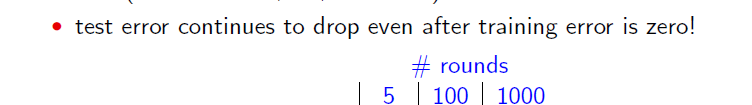 • test error continues to drop even after training error is zero!
# rounds
5 | 100 | 1000